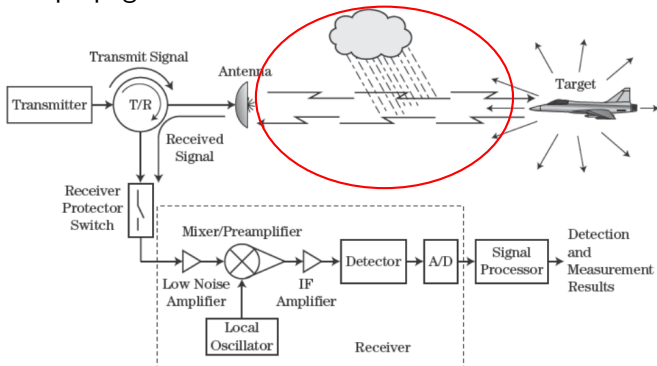 Transmit Signal
Antenna
Target
Transmitter
T/R
Received
Signal
Receiver
Protector
Switch
Mixer/Preamplifier
Detector
A/D
Signal
Processor
Detection
and
Measurement
Results
Low Noise
Amplifier
IF
Amplifier
Local
Oscillator
Receiver